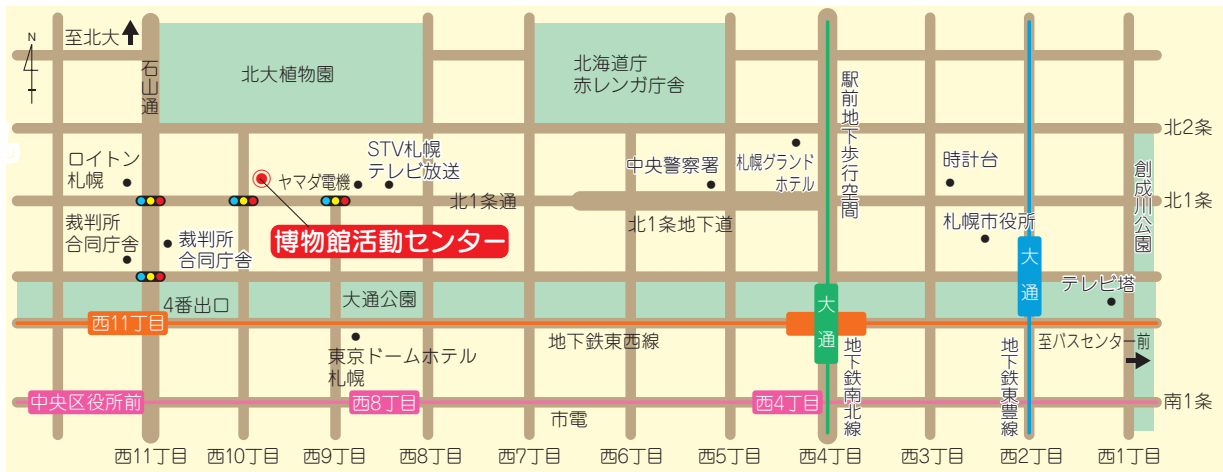 N
至北大
石山通
北大植物園
北海道庁
赤レンガ庁舎
駅前地下歩行空間
北2条
ロイトン
札幌
ヤマダ電機
STV札幌
テレビ放送
中央警察署
札幌グランド
ホテル
時計台
創成川公園
北1条通
北1条
北1条地下道
札幌市役所
裁判所
合同庁舎
裁判所
合同庁舎
博物館活動センター
大通
テレビ塔
4番出口
大通公園
大通
西11丁目
地下鉄東西線
至バスセンター前
東京ドームホテル
札幌
地下鉄南北線
地下鉄東豊線
中央区役所前
西8丁目
西4丁目
南1条
市電
西11丁目
西10丁目
西9丁目
西8丁目
西7丁目
西6丁目
西5丁目
西4丁目
西3丁目
西2丁目
西1丁目